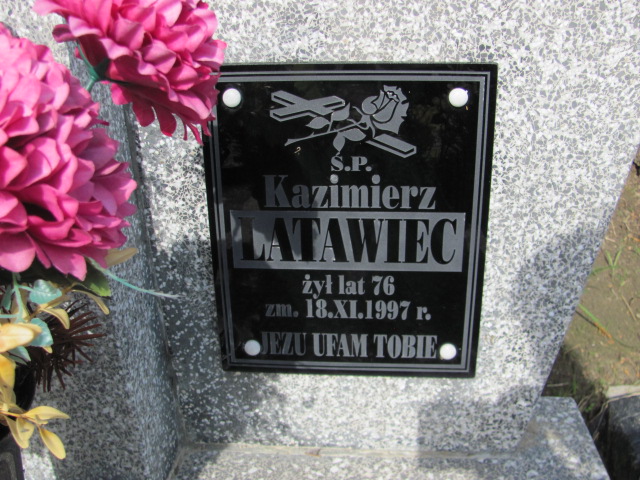 Ś.P.
Kazimierz
LATAWIEC
żył lat 76
zm. 18.XI.1997 r.
JEZU UFAM TOBIE